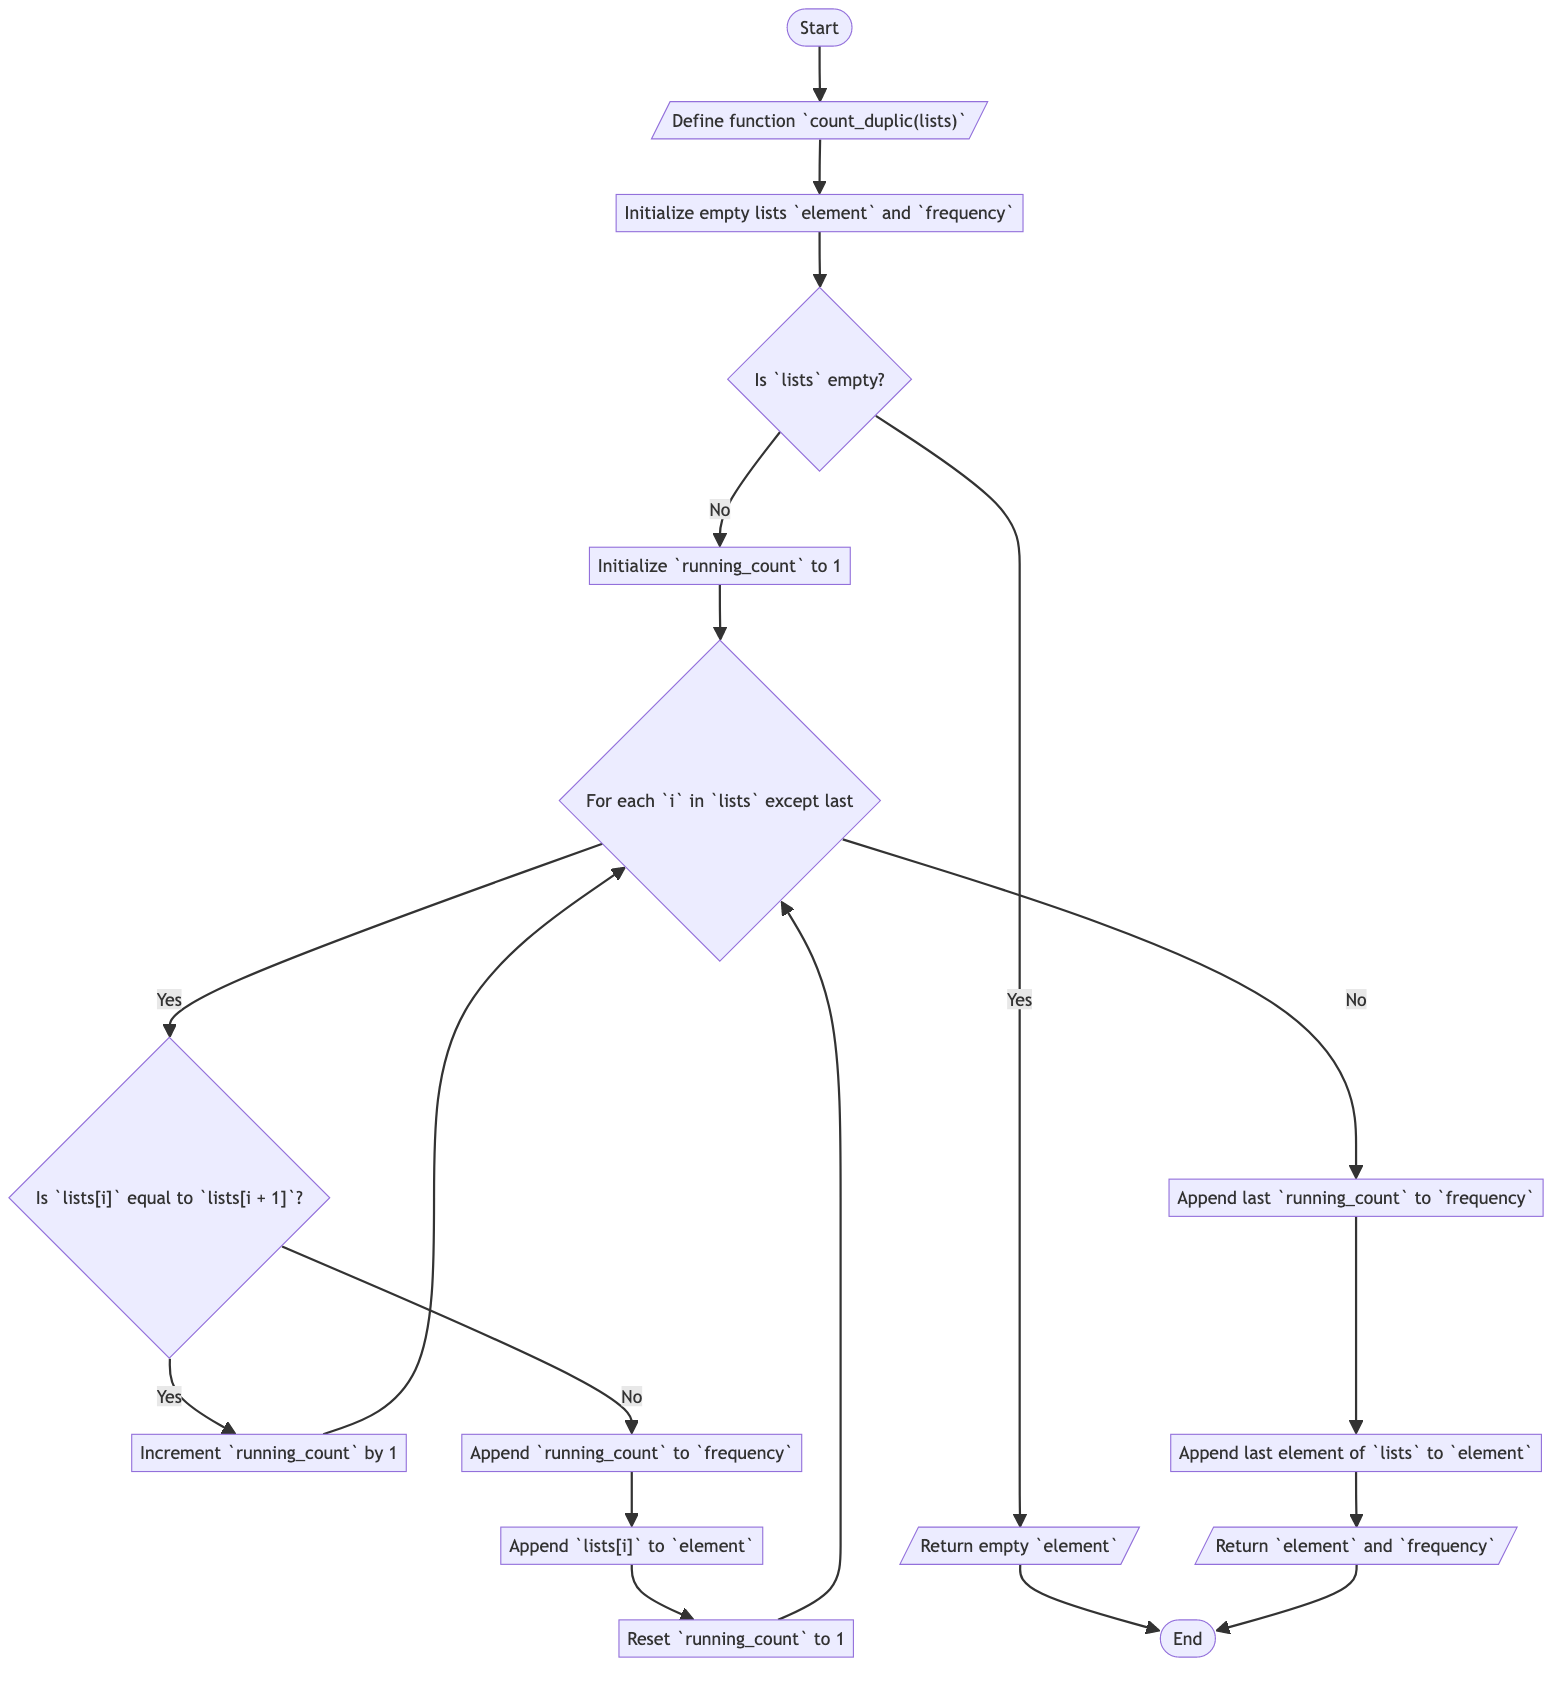 Start
Define function `count_duplic(lists)`
Initialize empty lists `element` and `frequency`
Is `lists` empty?
No
Initialize `running_count` to 1
For each `i` in `lists` except last
Yes
Yes
No
Is `lists[i]` equal to `lists[i + 1]`?
Append last `running_count` to `frequency`
Yes
No
Increment `running_count` by 1
Append `running_count` to `frequency`
Append last element of `lists` to `element`
Append `lists[i]` to `element`
Return empty `element`
Return `element` and `frequency`
Reset `running_count` to 1
End